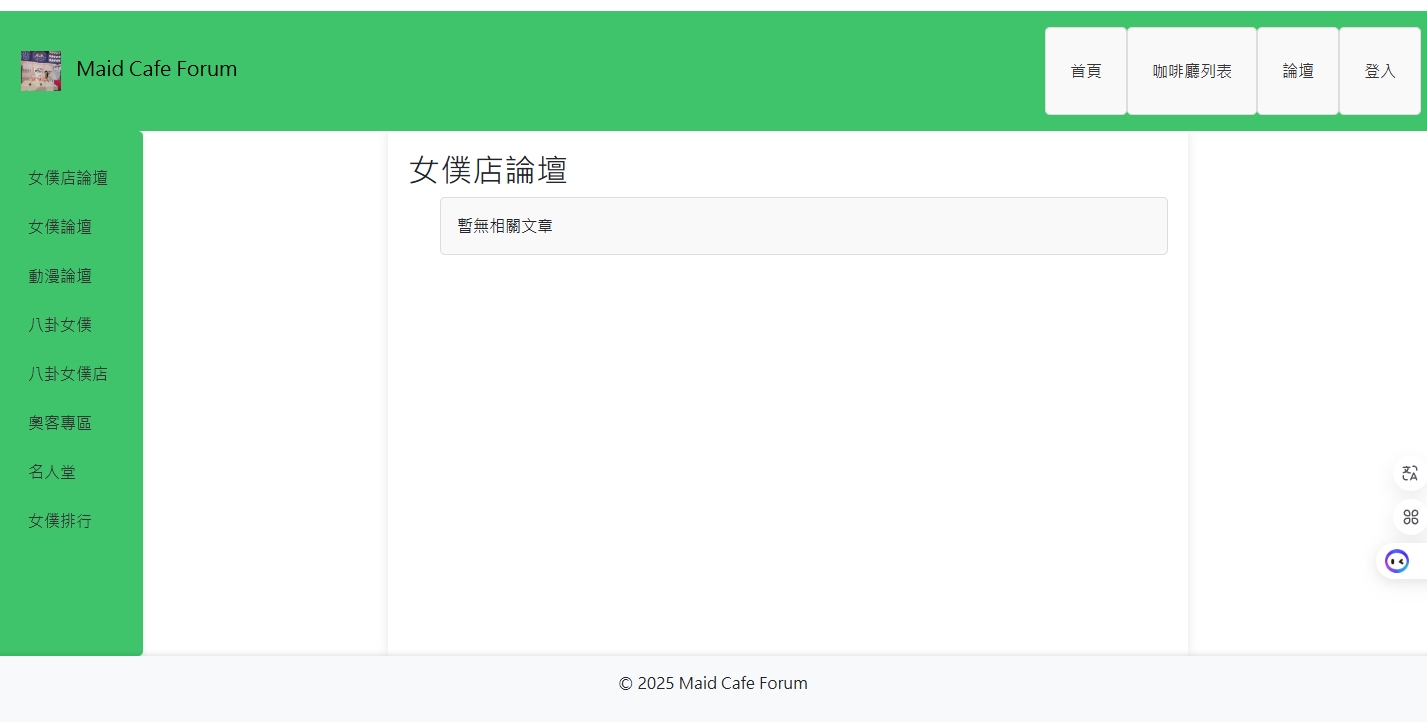 Maid Cafe Forum
首頁
咖啡廳列表
論壇
登入
女僕店論壇
女僕論壇
動漫論壇
八卦女僕
八卦女僕店
奧客專區
名人堂
女僕排行
女僕店論壇
暫無相關文章
© 2025 Maid Cafe Forum